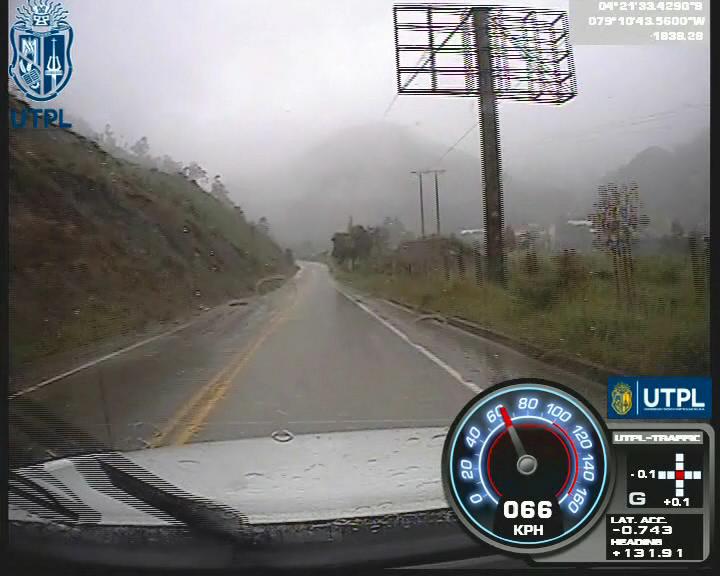 04°21'33.4290"S
079°10'43.5600"W
-1838.28
UTPL
UTPL
UTPL-TRAFFIC
0 20 40 60 80 100 120 140 160
066
KPH
-0.1
G
+0.1
LAT. ACC.
-0.743
HEADING
+131.91